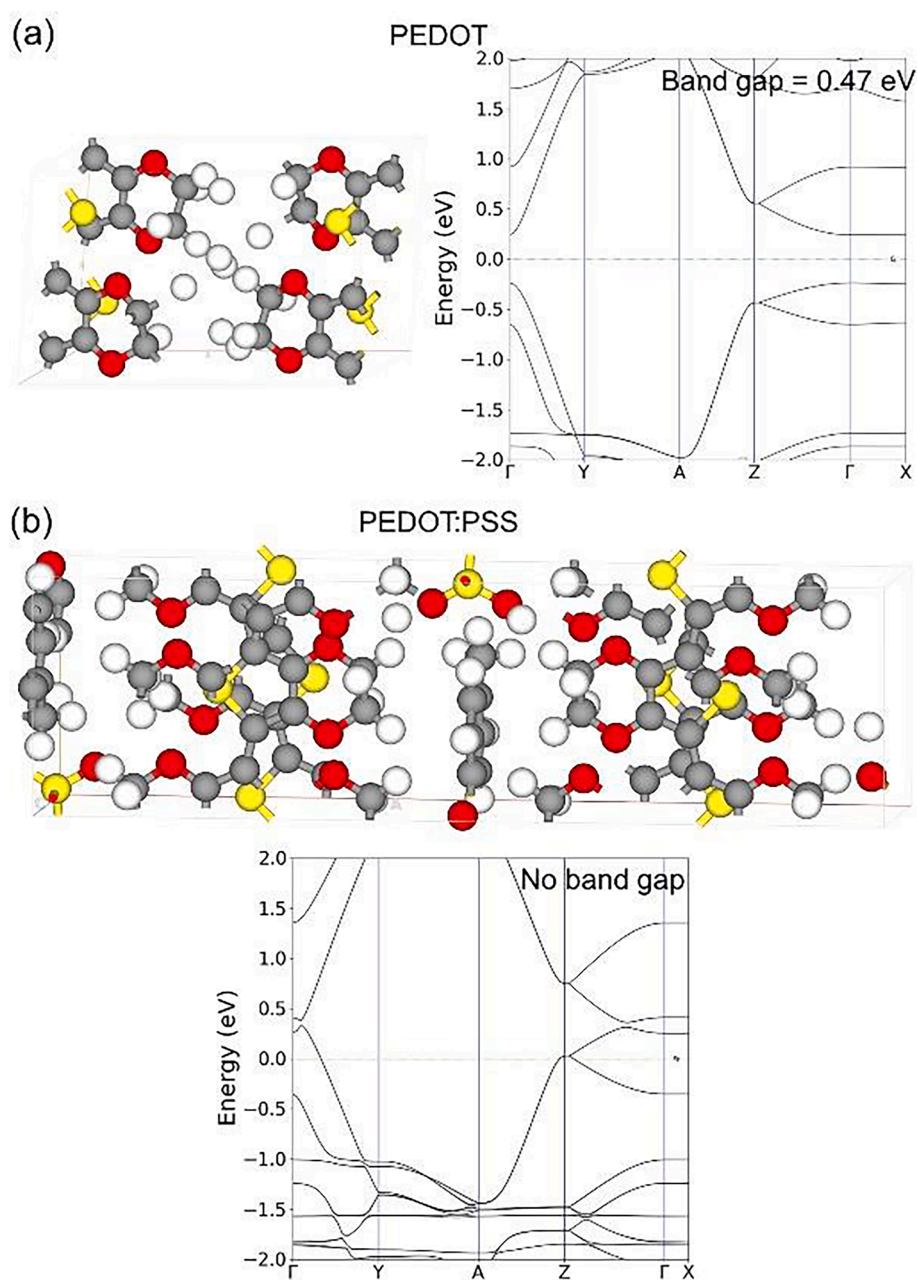 (a)
PEDOT
Band gap = 0.47 eV
Energy (eV)
2.0
1.5
1.0
0.5
0.0
−0.5
−1.0
−1.5
−2.0
Γ Y A Z Γ X
(b)
PEDOT:PSS
No band gap
Energy (eV)
2.0
1.5
1.0
0.5
0.0
−0.5
−1.0
−1.5
−2.0
Γ Y A Z Γ X